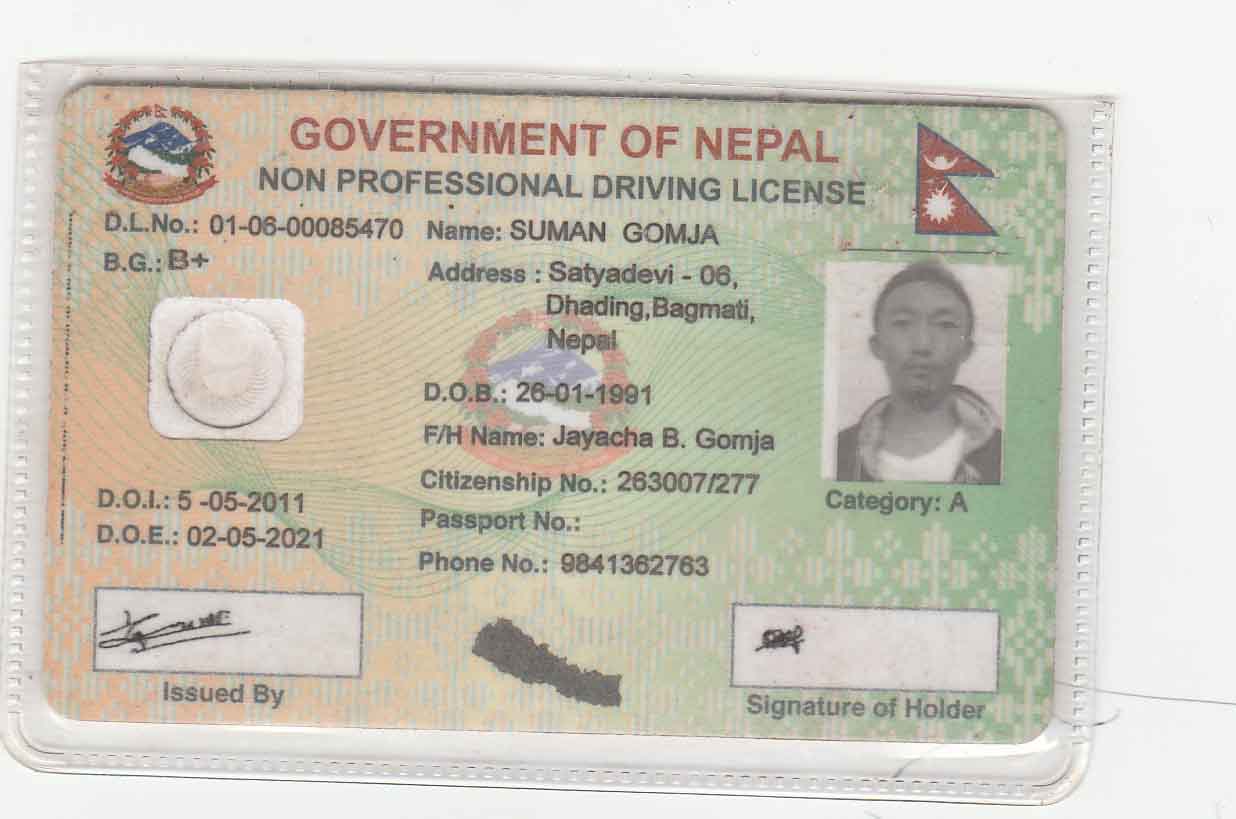 GOVERNMENT OF NEPAL
NON PROFESSIONAL DRIVING LICENSE
D.L.No.: 01-06-00085470
B.G.: B+
Name: SUMAN GOMJA
Address : Satyadevi - 06,
Dhading,Bagmati,
Nepal
D.O.B.: 26-01-1991
F/H Name: Jayacha B. Gomja
Citizenship No.: 263007/277
Passport No.:
Phone No.: 9841362763
D.O.I.: 5 -05-2011
D.O.E.: 02-05-2021
Category: A
Issued By
Signature of Holder